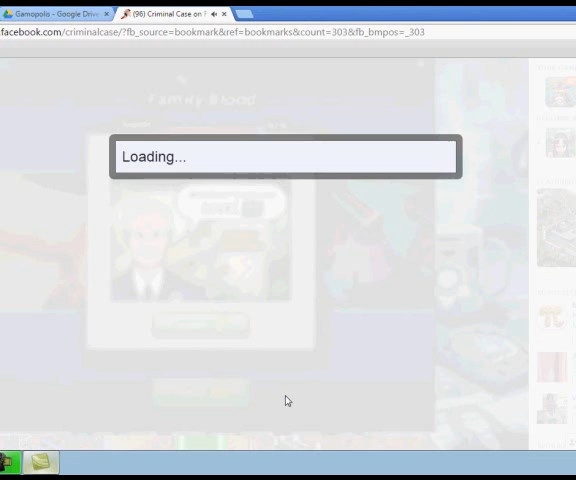 Gamopolis - Google Drive
(96) Criminal Case on F
.facebook.com/criminalcase/?fb_source=bookmark&ref=bookmarks&count=303&fb_bmpos=_303
Family Blood
Loading...